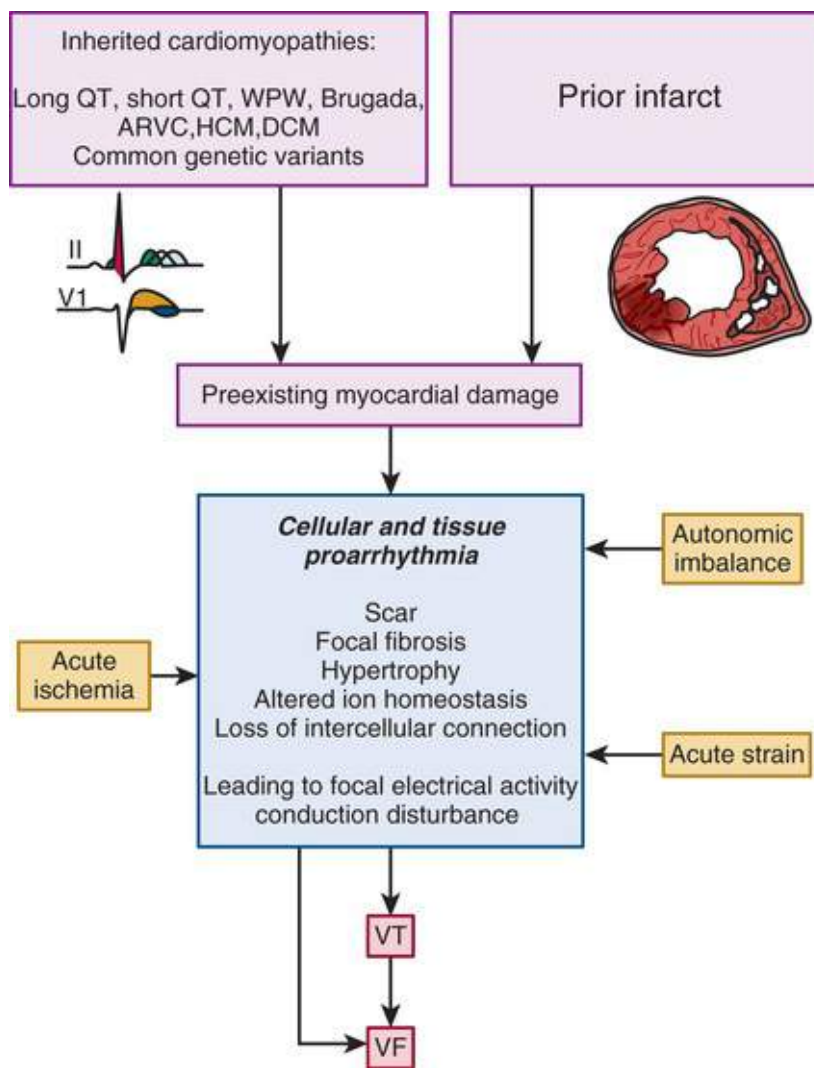 Inherited cardiomyopathies:
Long QT, short QT, WPW, Brugada,
ARVC,HCM,DCM
Common genetic variants
Prior infarct
II
V1
Preexisting myocardial damage
Cellular and tissue
proarrhythmia
Scar
Focal fibrosis
Hypertrophy
Altered ion homeostasis
Loss of intercellular connection
Leading to focal electrical activity
conduction disturbance
Autonomic
imbalance
Acute
ischemia
Acute strain
VT
VF